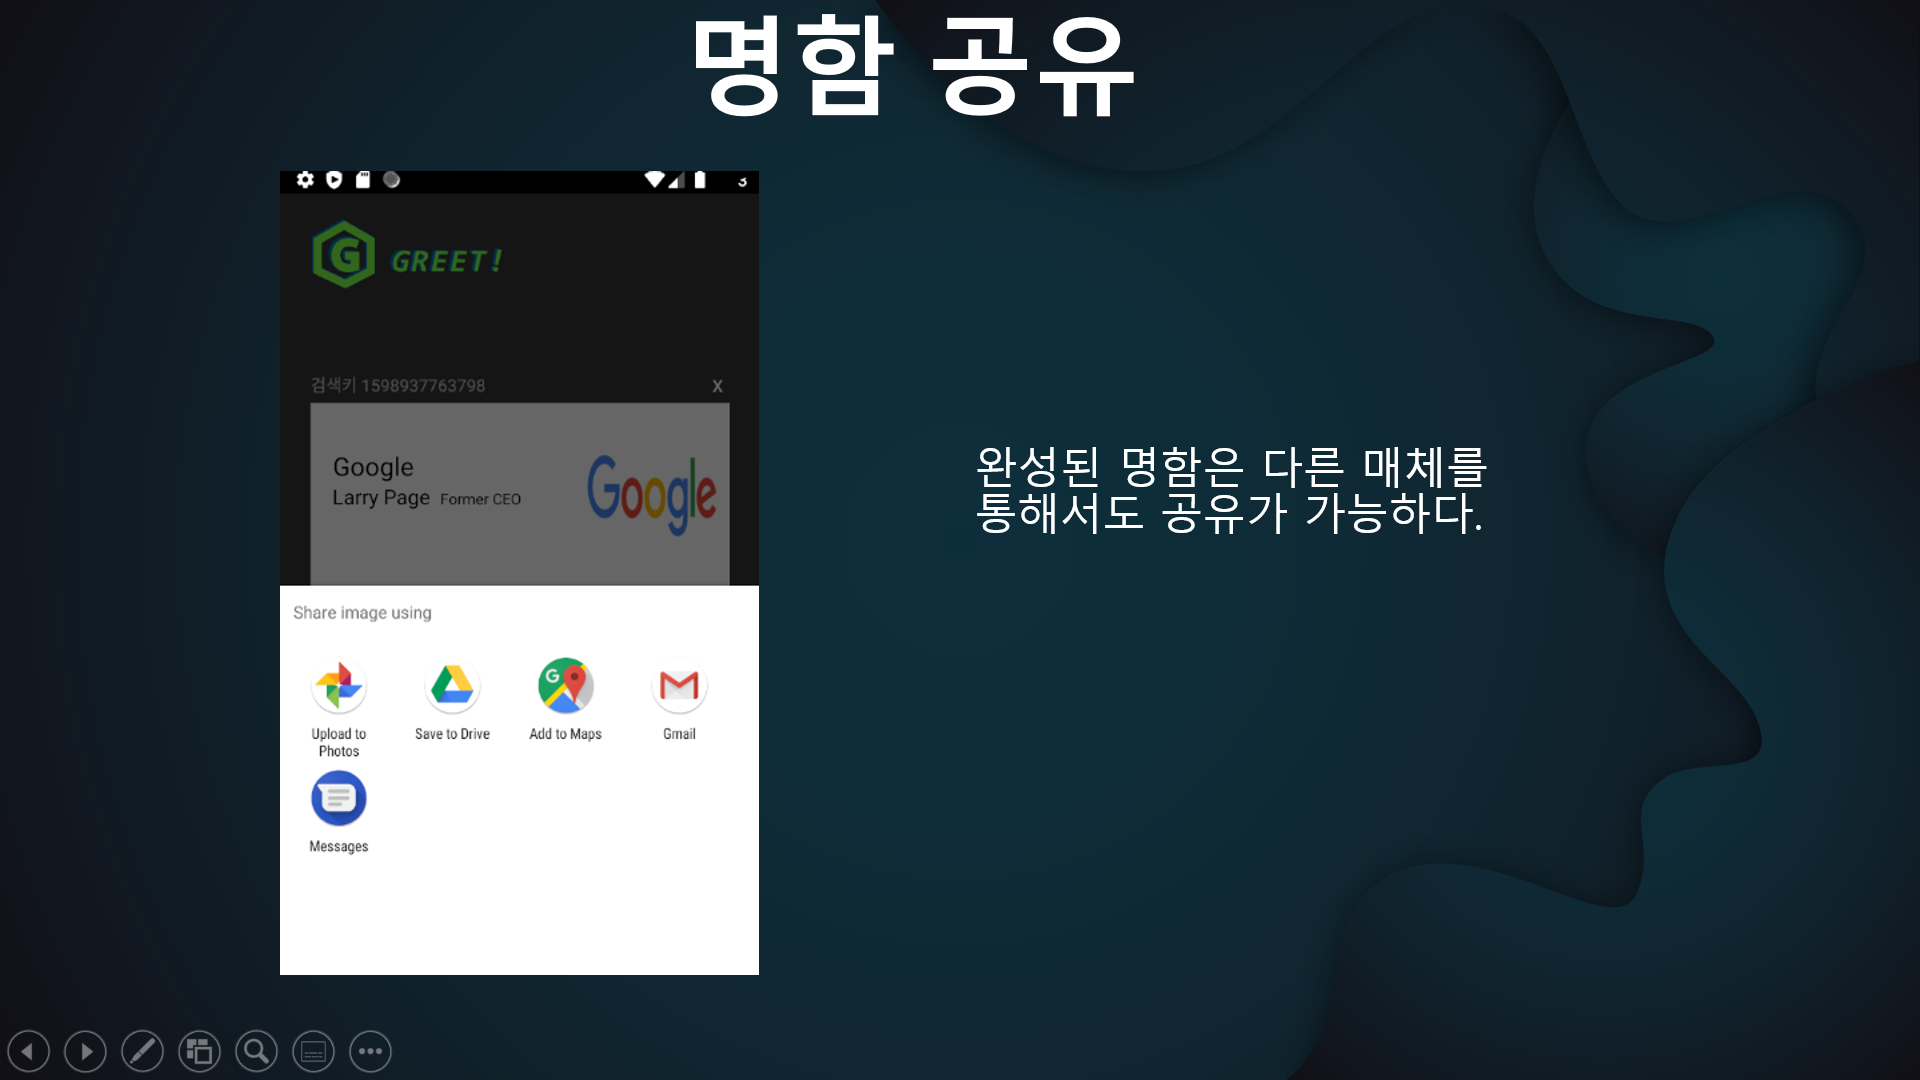 명함 공유
G GREET!
검색키 1598937763798 X
Google
Larry Page Former CEO
Google
완성된 명함은 다른 매체를
통해서도 공유가 가능하다.
Share image using
Upload to
Photos
Save to Drive
Add to Maps
Gmail
Messages